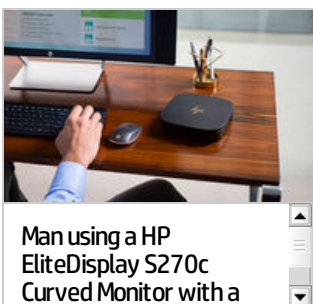 Man using a HP
EliteDisplay S270c
Curved Monitor with a